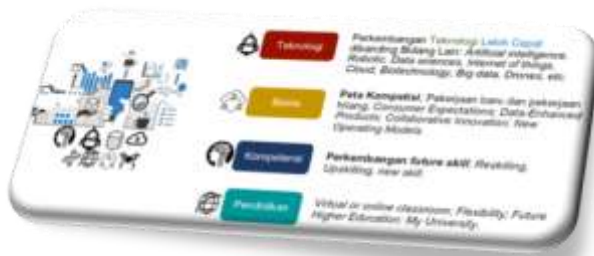 Teknologi
Perkembangan Teknologi Lebih Cepat
dibanding Bidang Lain: Artificial intelligence,
Robotic, Data sciences, Internet of things,
Cloud, Biotechnology, Big data, Drones, etc
Bisnis
Peta Kompetisi, Pekerjaan baru dan pekerjaan
hilang, Consumer Expectations; Data-Enhanced
Products; Collaborative Innovation; New
Operating Models
Kompetensi
Perkembangan future skill: Reskilling,
Upskilling, new skill.
Pendidikan
Virtual or online classroom; Flexibility; Future
Higher Education: My University.